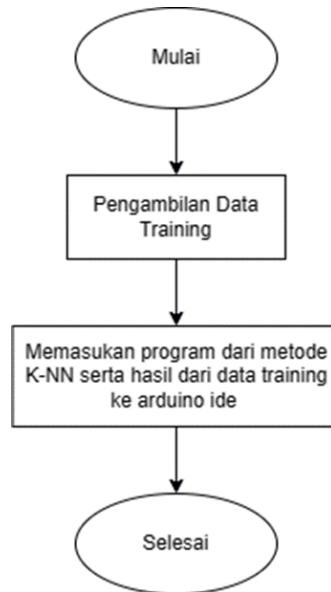 Mulai
Pengambilan Data
Training
Memasukan program dari metode
K-NN serta hasil dari data training
ke arduino ide
Selesai